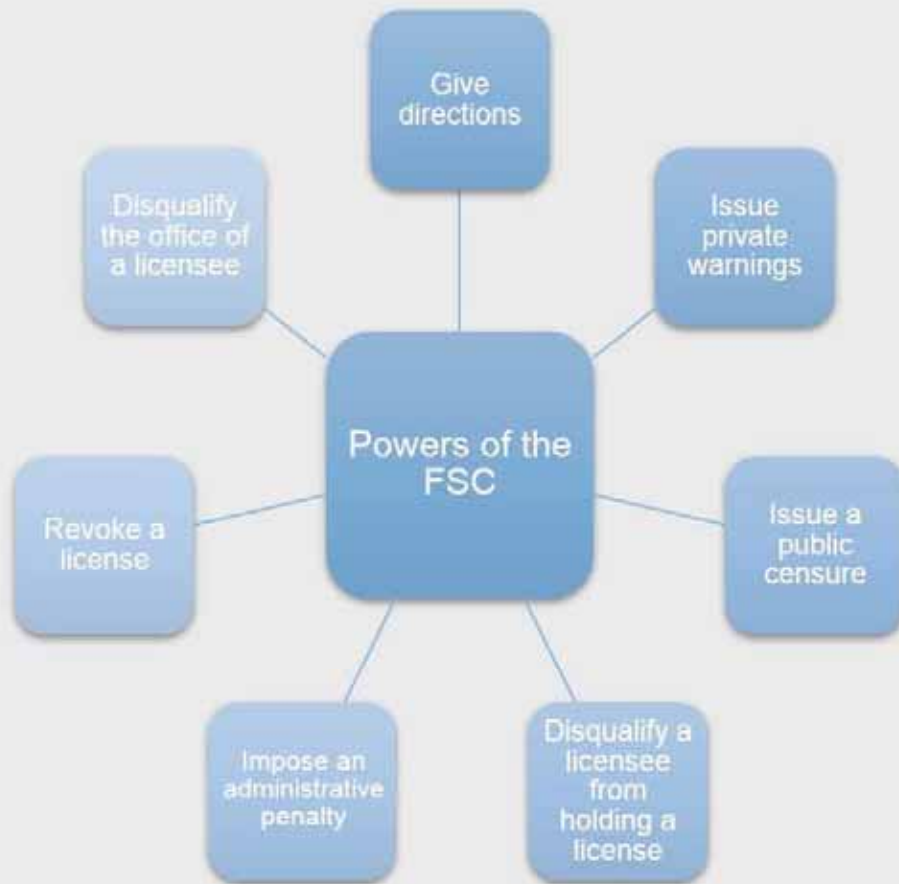 Give
directions
Issue
private
warnings
Issue a
public
censure
Disqualify a
licensee
from
holding a
license
Impose an
administrative
penalty
Revoke a
license
Disqualify
the office of
a licensee
Powers of the
FSC